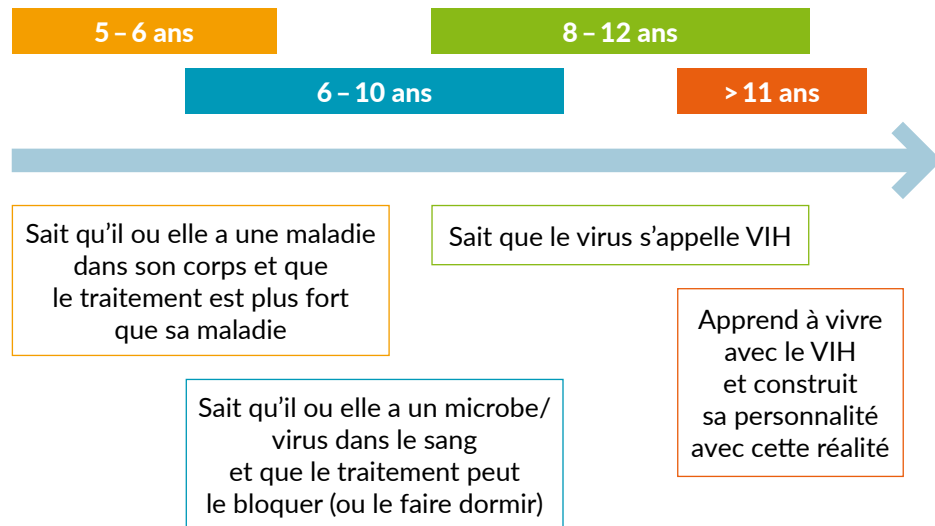 5 – 6 ans
8 – 12 ans
6 – 10 ans
> 11 ans
Sait qu’il ou elle a une maladie
dans son corps et que
le traitement est plus fort
que sa maladie
Sait que le virus s’appelle VIH
Apprend à vivre
avec le VIH
et construit
sa personnalité
avec cette réalité
Sait qu’il ou elle a un microbe/
virus dans le sang
et que le traitement peut
le bloquer (ou le faire dormir)